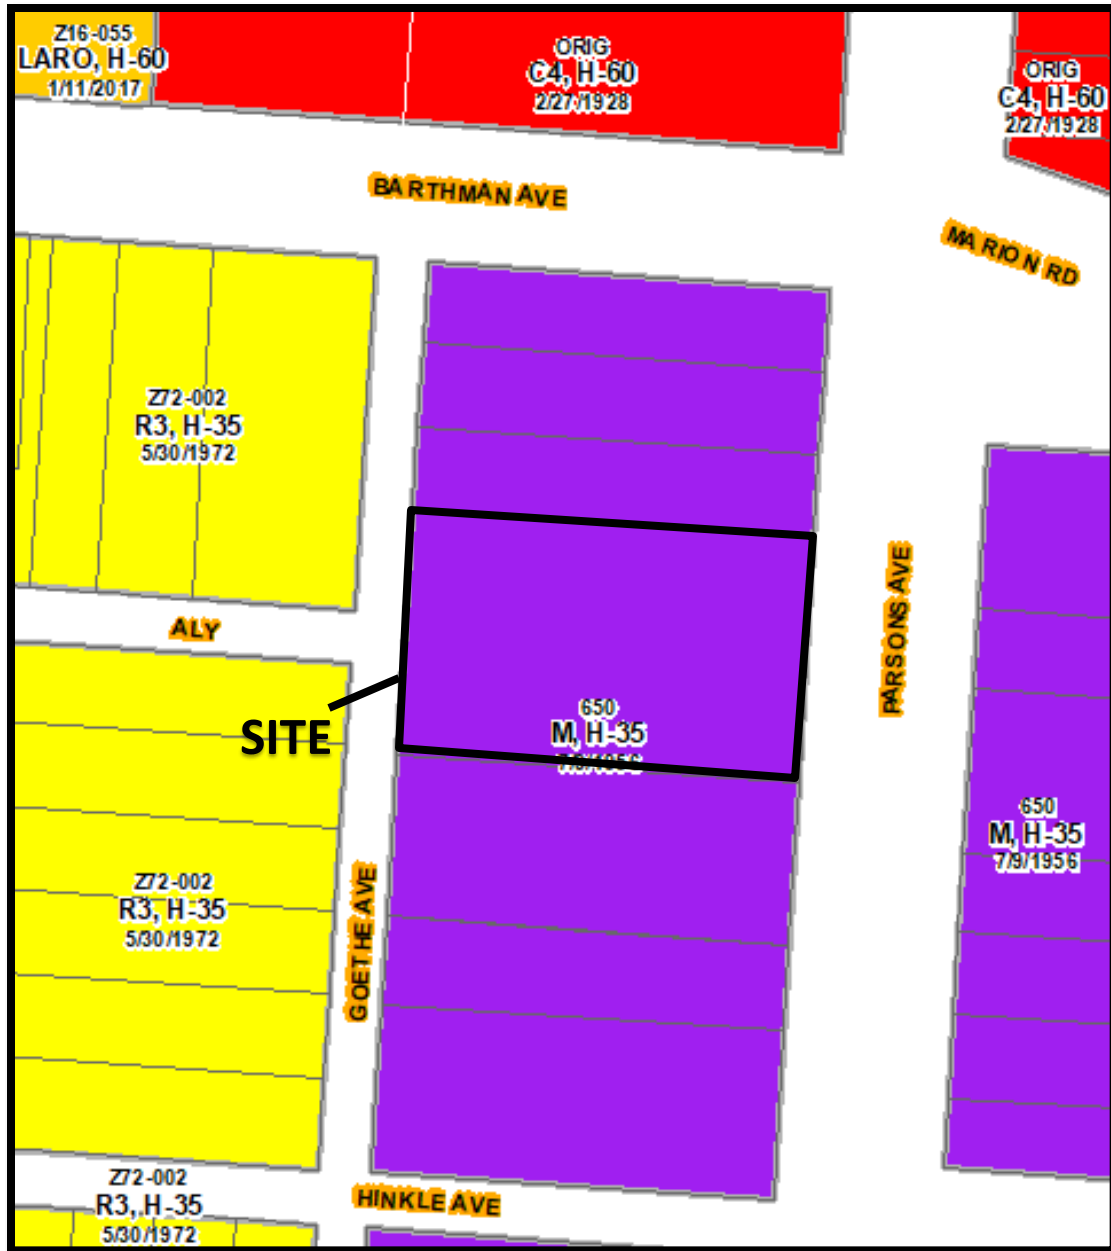 Z16-055
LARO, H-60
1/11/2017
ORIG
C4, H-60
2/27/1928
ORIG
C4, H-60
2/27/1928
BARTHMAN AVE
MARION RD
Z72-002
R3, H-35
5/30/1972
PARSONS AVE
ALY
SITE
650
M, H-35
7/9/1956
650
M, H-35
7/9/1956
Z72-002
R3, H-35
5/30/1972
GOETHE AVE
Z72-002
R3, H-35
5/30/1972
HINKLE AVE